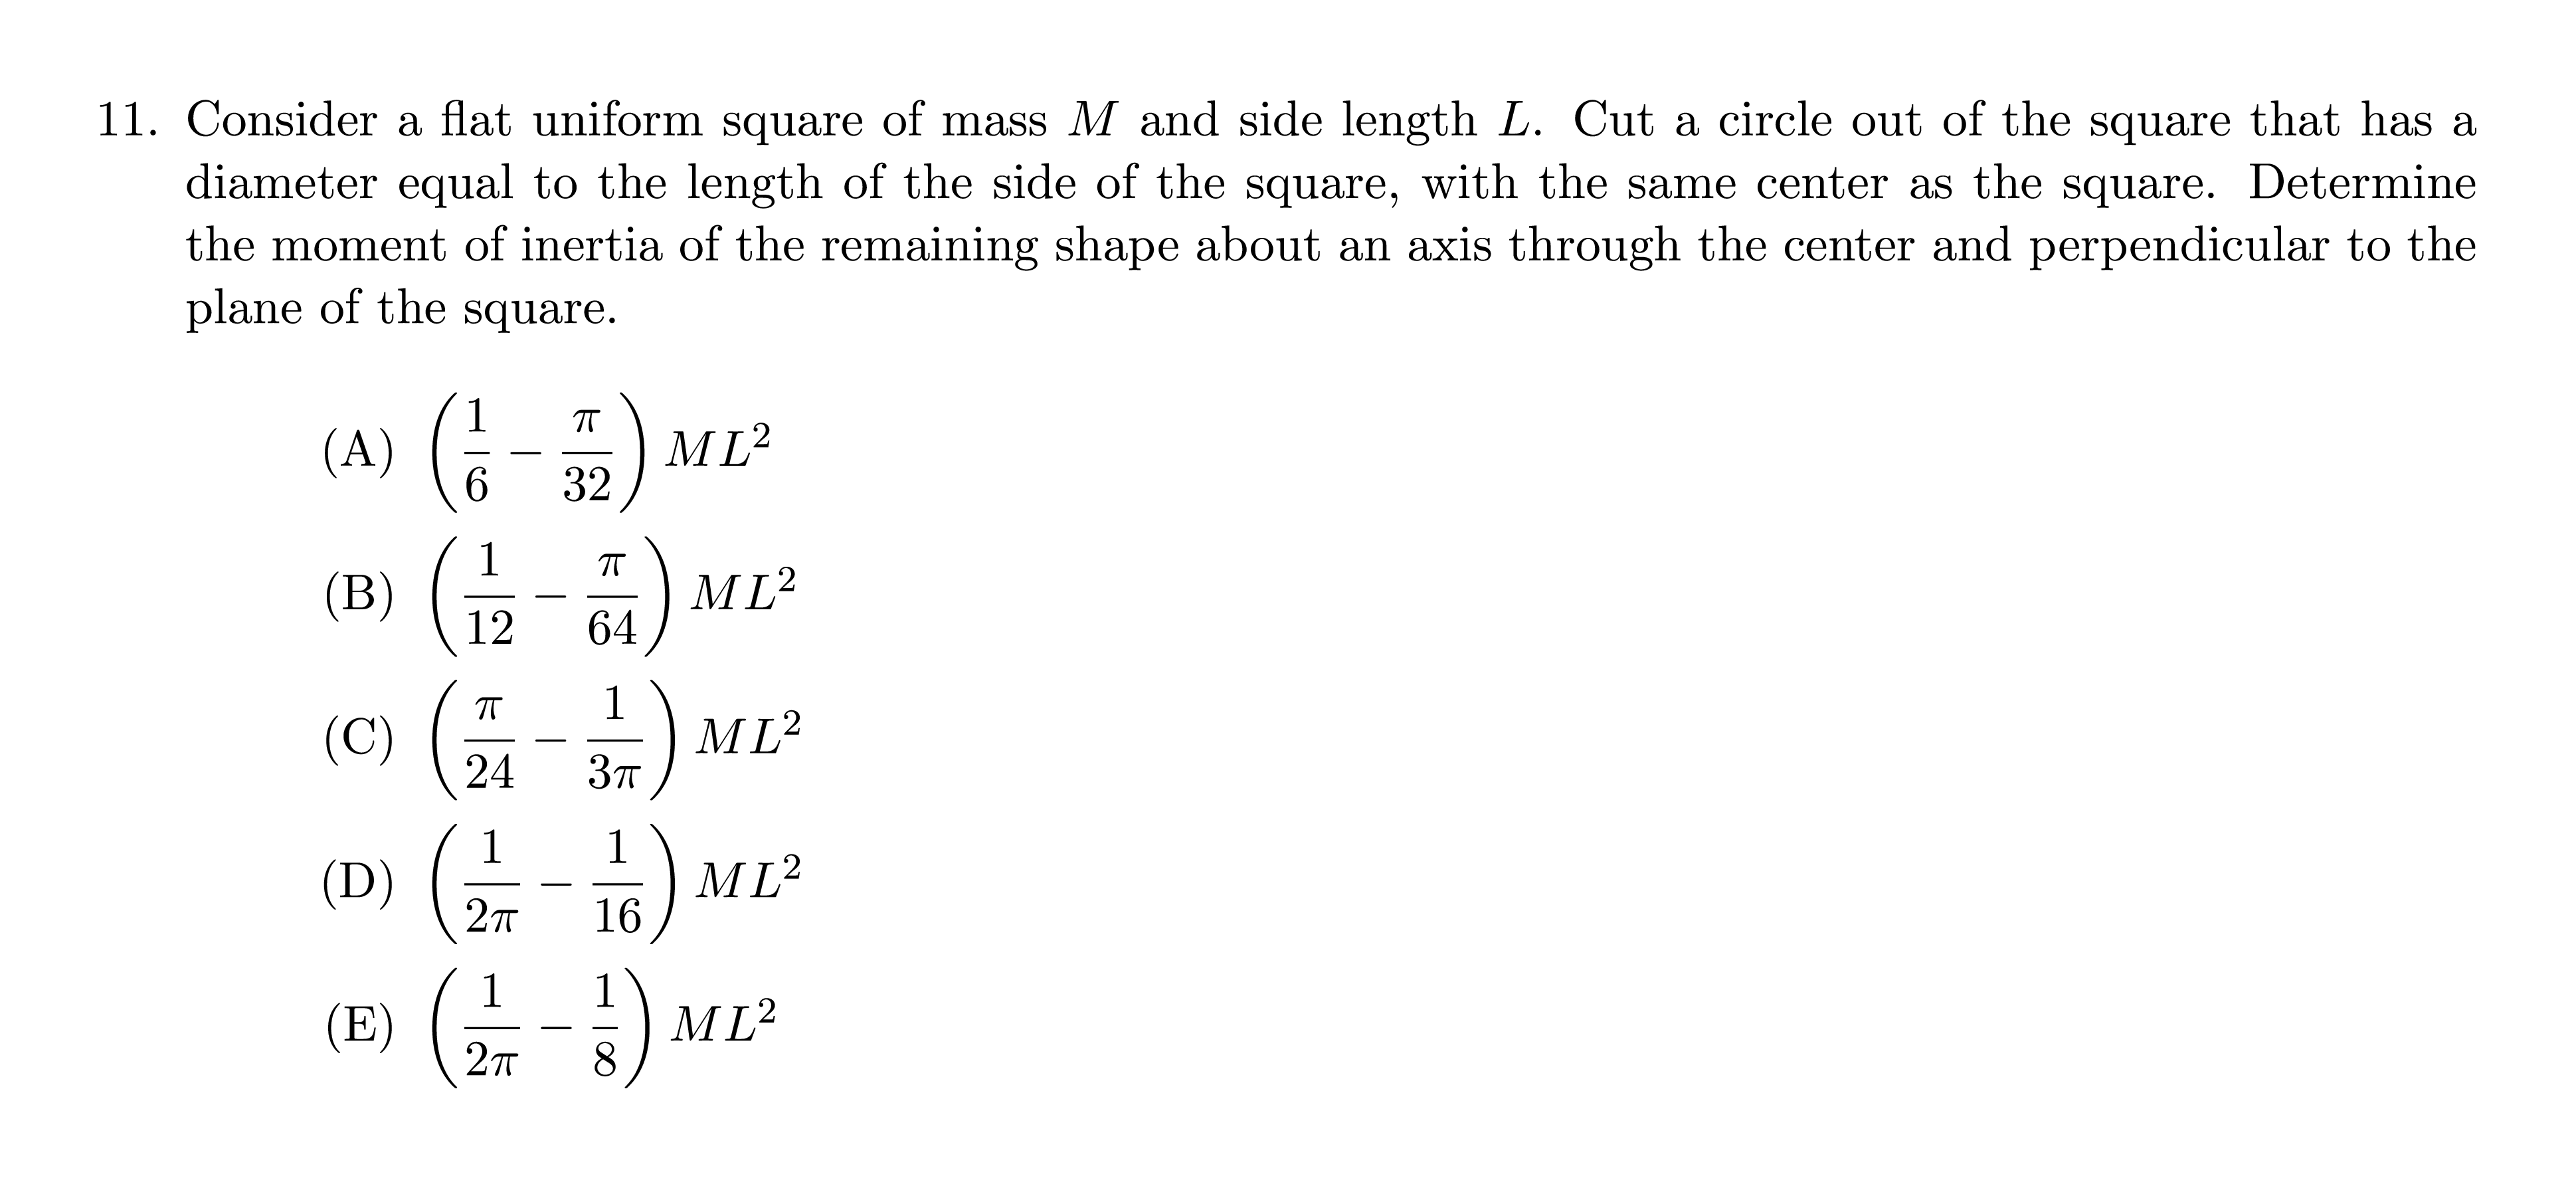 11. Consider a flat uniform square of mass M and side length L. Cut a circle out of the square that has a
diameter equal to the length of the side of the square, with the same center as the square. Determine
the moment of inertia of the remaining shape about an axis through the center and perpendicular to the
plane of the square.
(A) $\left(\frac{1}{6} - \frac{\pi}{32}\right) ML^2$
(B) $\left(\frac{1}{12} - \frac{\pi}{64}\right) ML^2$
(C) $\left(\frac{\pi}{24} - \frac{1}{3\pi}\right) ML^2$
(D) $\left(\frac{1}{2\pi} - \frac{1}{16}\right) ML^2$
(E) $\left(\frac{1}{2\pi} - \frac{1}{8}\right) ML^2$